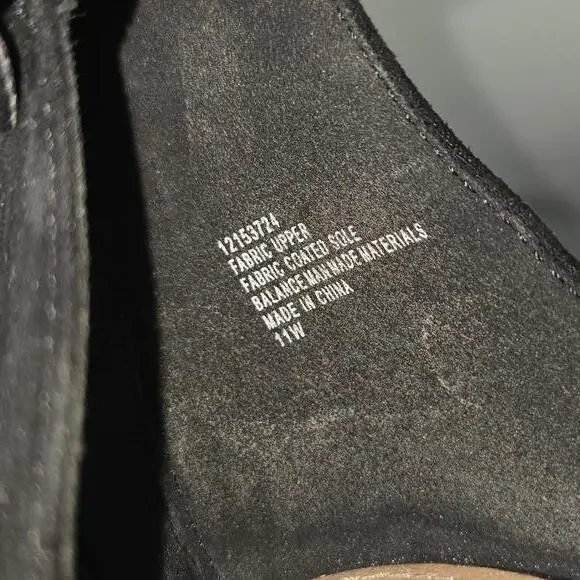 12153724
FABRIC UPPER
FABRIC COATED SOLE
BALANCE MAN MADE MATERIALS
MADE IN CHINA
11W